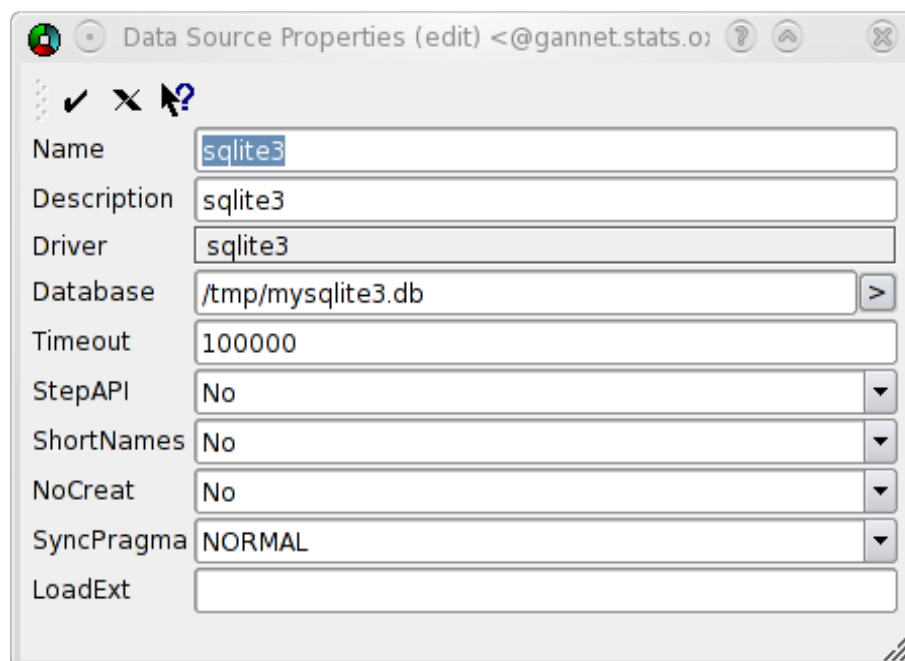 Data Source Properties (edit) <@gannet.stats.ox
Name sqlite3
Description sqlite3
Driver sqlite3
Database /tmp/mysqlite3.db >
Timeout 100000
StepAPI No
ShortNames No
NoCreat No
SyncPragma NORMAL
LoadExt